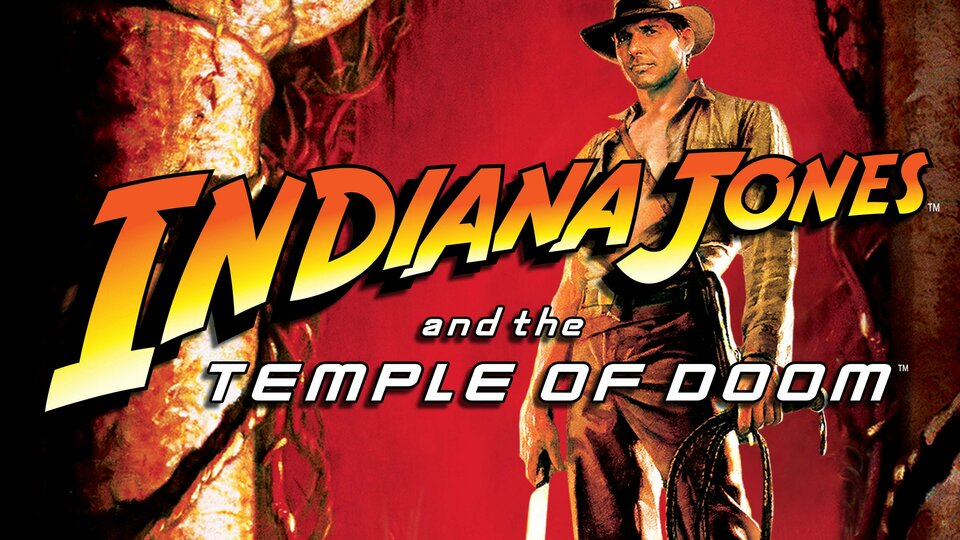 INDIANA JONES™
and the
TEMPLE OF DOOM™